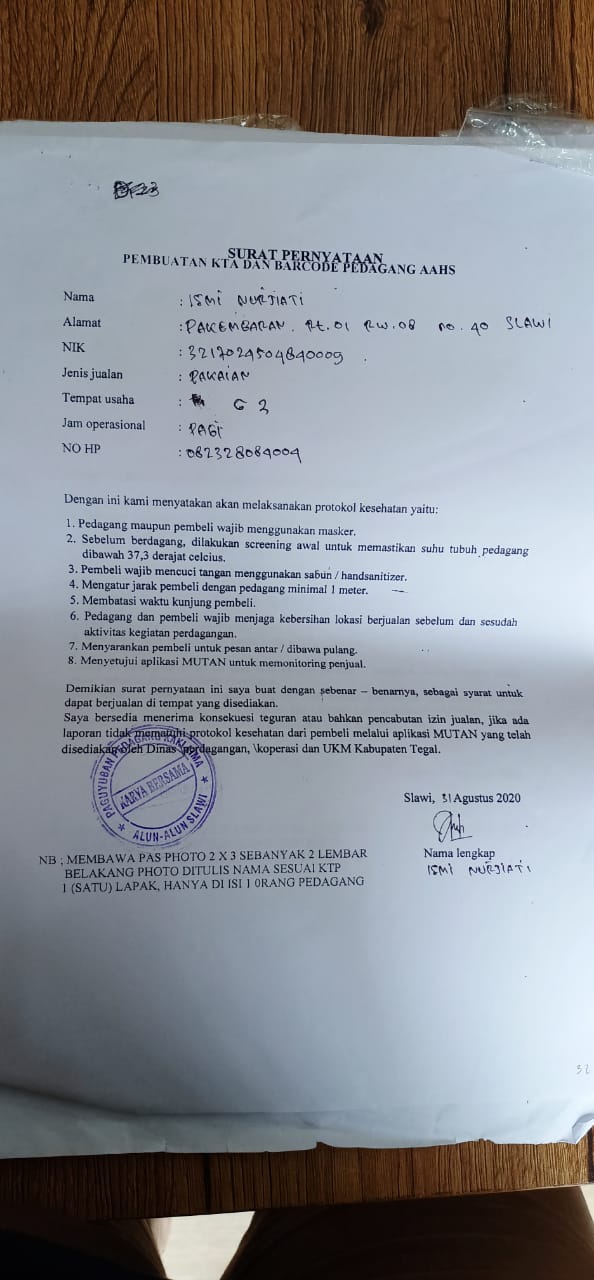 SURAT PERNYATAAN
PEMBUATAN KTA DAN BARCODE PEDAGANG AAHS
Nama : ISMI NURJIATI
Alamat : PAKEMBARAN. Rt.01 RW.08 no. 40 SLAWI
NIK : 3217024504840009
Jenis jualan : PAKAIAN
Tempat usaha : G 3
Jam operasional : PAGI
NO HP : 082328084004
Dengan ini kami menyatakan akan melaksanakan protokol kesehatan yaitu:
1. Pedagang maupun pembeli wajib menggunakan masker.
2. Sebelum berdagang, dilakukan screening awal untuk memastikan suhu tubuh pedagang
dibawah 37,3 derajat celcius.
3. Pembeli wajib mencuci tangan menggunakan sabun / handsanitizer.
4. Mengatur jarak pembeli dengan pedagang minimal 1 meter.
5. Membatasi waktu kunjung pembeli.
6. Pedagang dan pembeli wajib menjaga kebersihan lokasi berjualan sebelum dan sesudah
aktivitas kegiatan perdagangan.
7. Menyarankan pembeli untuk pesan antar / dibawa pulang.
8. Menyetujui aplikasi MUTAN untuk memonitoring penjual.
Demikian surat pernyataan ini saya buat dengan sebenar – benarnya, sebagai syarat untuk
dapat berjualan di tempat yang disediakan.
Saya bersedia menerima konsekuesi teguran atau bahkan pencabutan izin jualan, jika ada
laporan tidak mematuhi protokol kesehatan dari pembeli melalui aplikasi MUTAN yang telah
disediakan oleh Dinas \perdagangan, \koperasi dan UKM Kabupaten Tegal.
PAGUYUBAN PEDAGANG KAKI LIMA
KARYA BERSAMA
ALUN-ALUN SLAWI
Slawi, 31 Agustus 2020
Nama lengkap
ISMI NURJIATI
NB ; MEMBAWA PAS PHOTO 2 X 3 SEBANYAK 2 LEMBAR
BELAKANG PHOTO DITULIS NAMA SESUAI KTP
1 (SATU) LAPAK, HANYA DI ISI 1 0RANG PEDAGANG
32